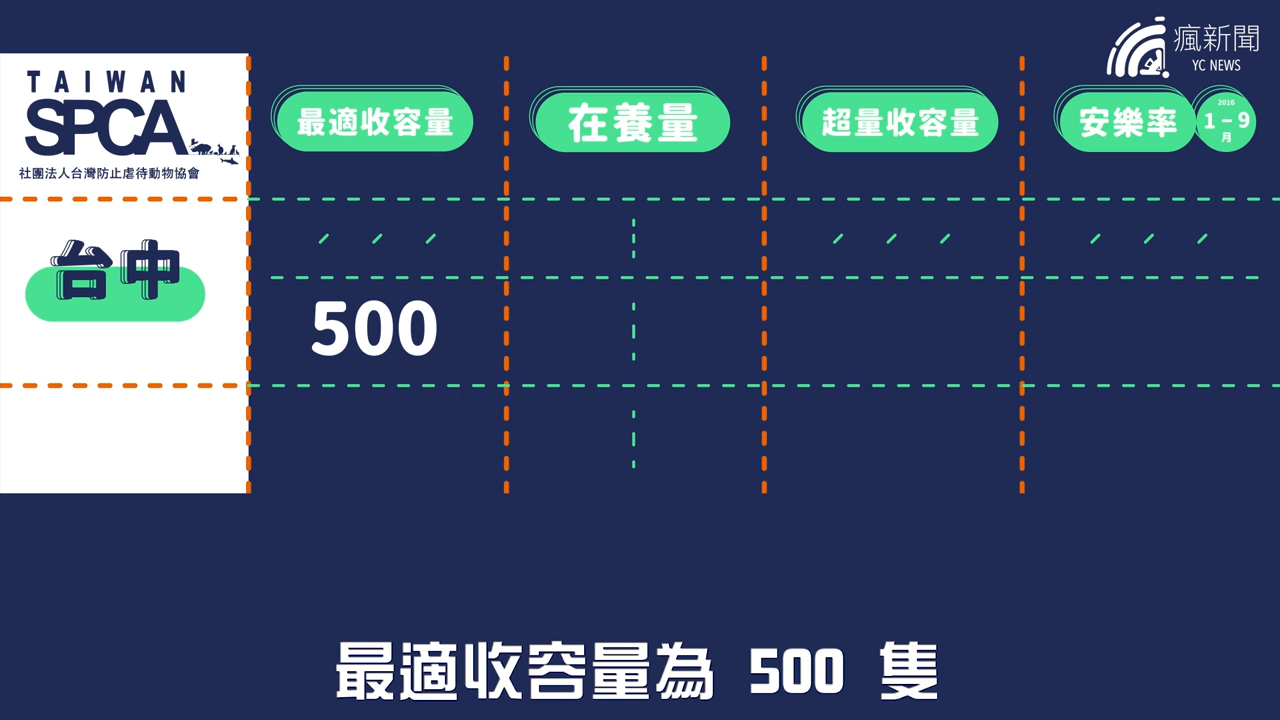 瘋新聞
YC NEWS
TAIWAN
SPCA
社團法人台灣防止虐待動物協會
最適收容量
在養量
超量收容量
安樂率
2016
1-9
月
台中
500
最適收容量為 500 隻